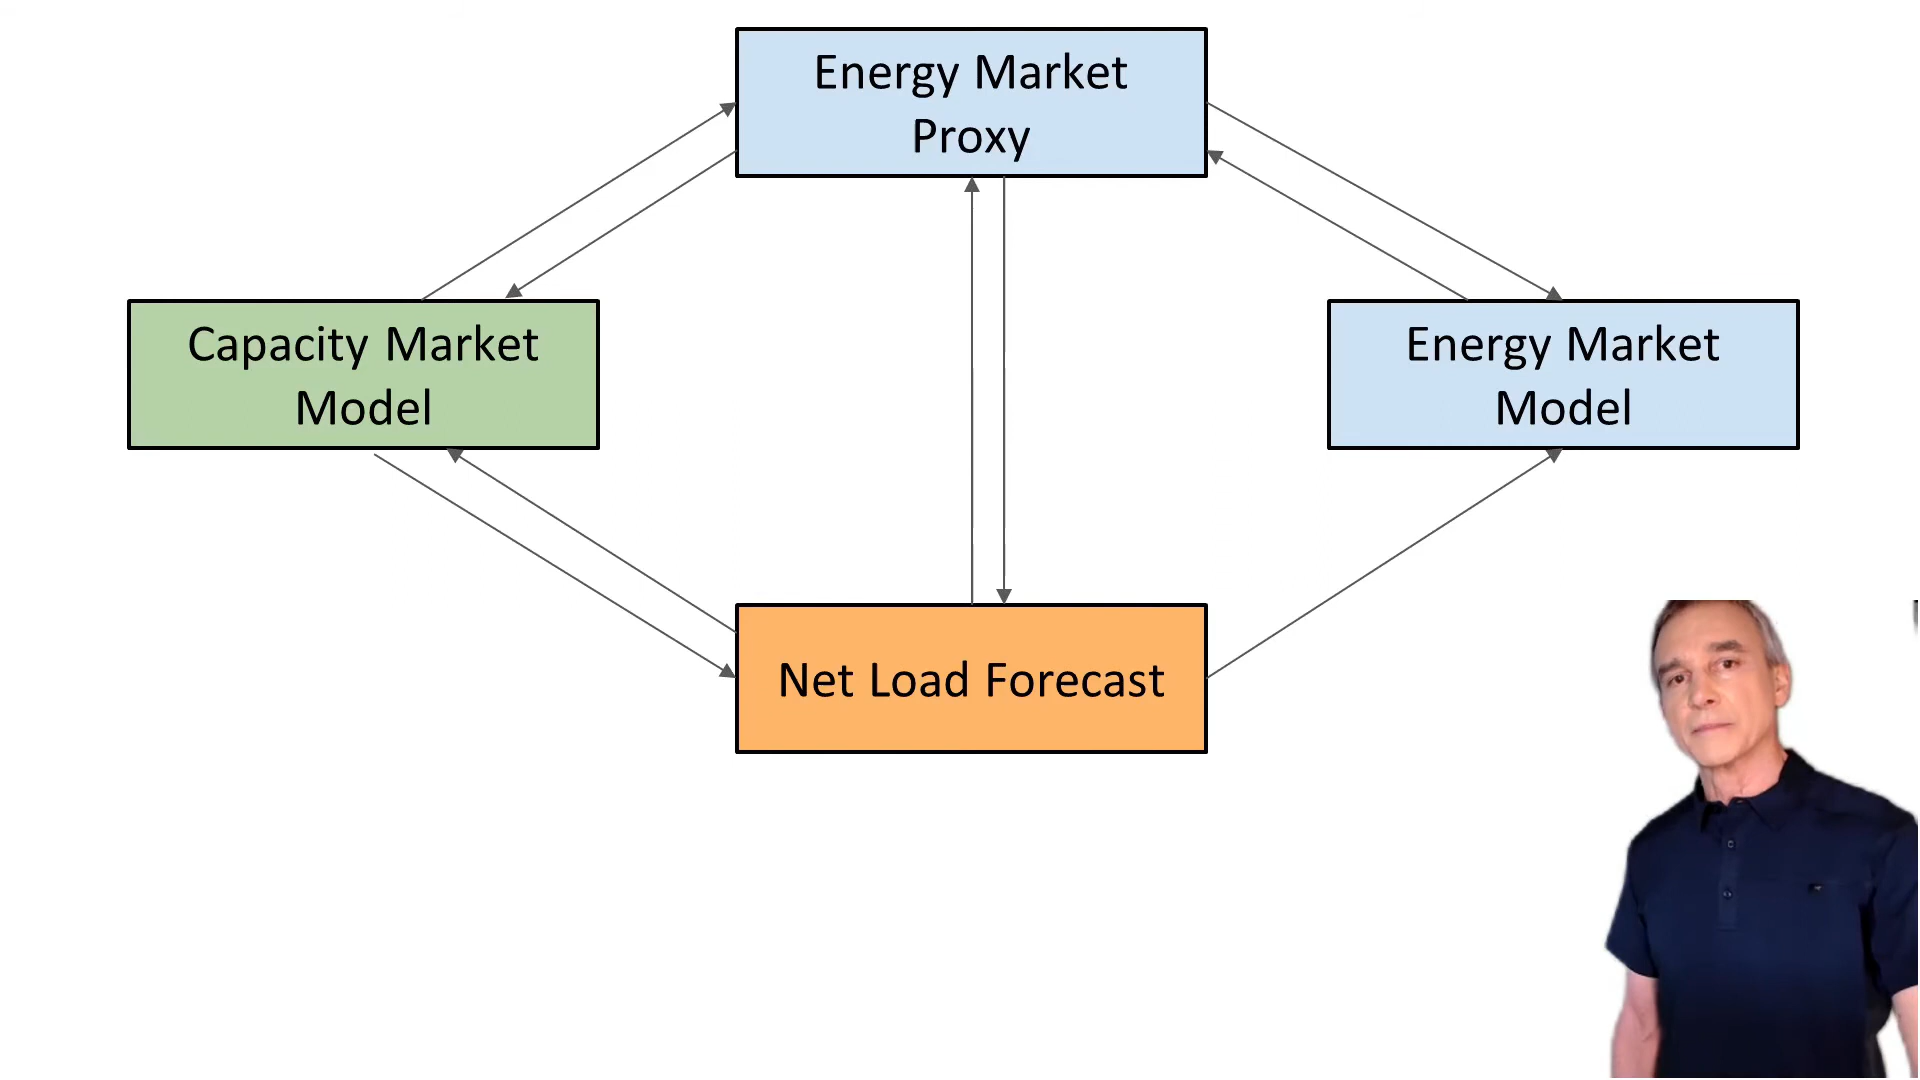 Energy Market
Proxy
Capacity Market
Model
Energy Market
Model
Net Load Forecast